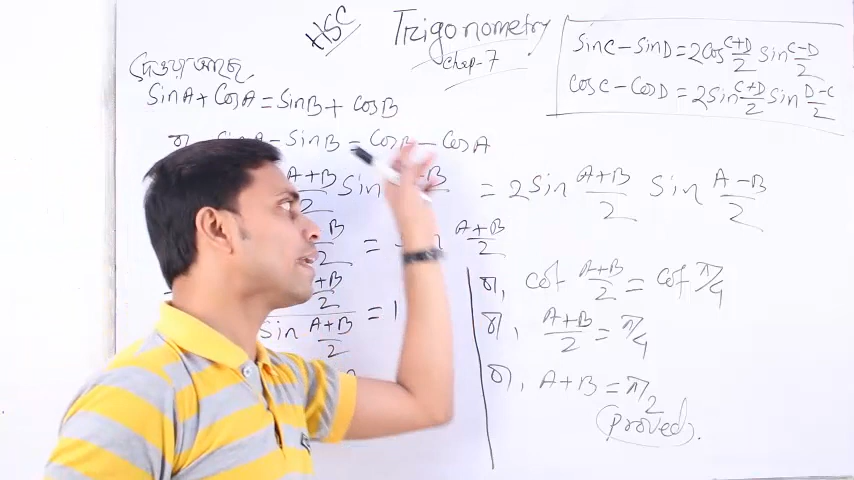 HSC
Trigonometry
Chap-7
SinC-SinD=2Cos C+D/2 Sin C-D/2
CosC-CosD=2Sin C+D/2 Sin D-C/2
দেওয়া আছে,
SinA+CosA=SinB+CosB
বা, SinA-SinB=CosB-CosA
A+B/2 Sin -B = 2Sin A+B/2 Sin A-B/2
B/2 = A+B/2
+B/2
Sin A+B/2 =1
বা, cot A+B/2 = cot π/4
বা, A+B/2 = π/4
বা, A+B=π/2
(proved).